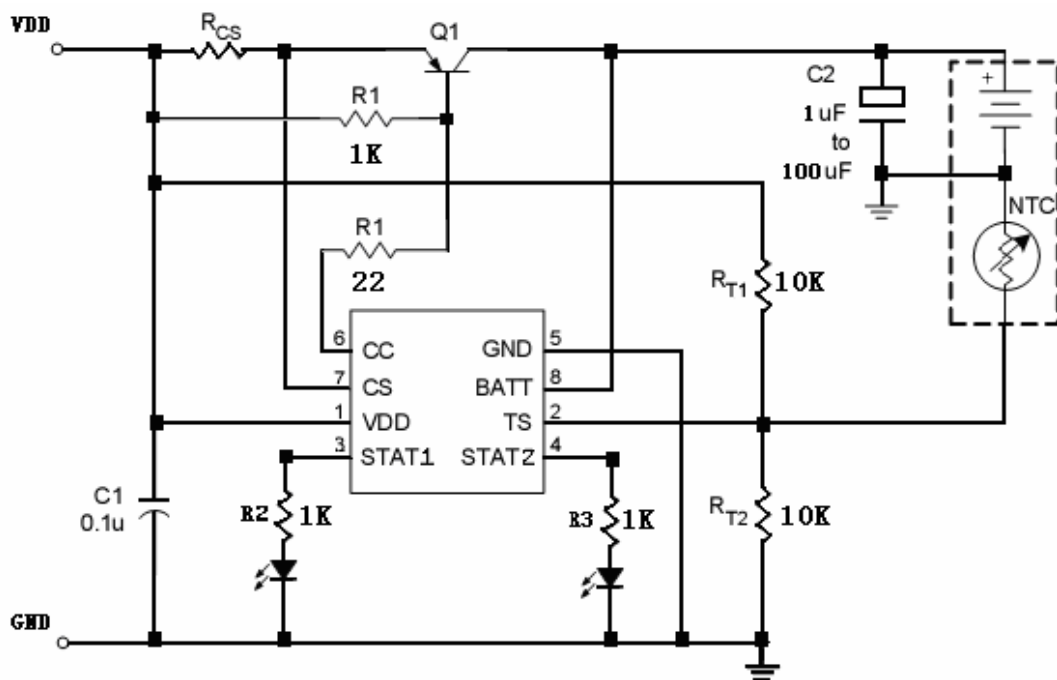 VDD
RCS
Q1
R1
1K
C2
1uF
to
100uF
+
NTC
R1
22
RT1 10K
6 CC
7 CS
1 VDD
3 STAT1
GND 5
BATT 8
TS 2
STAT2 4
C1
0.1u
R2 1K
R3 1K
RT2 10K
GND